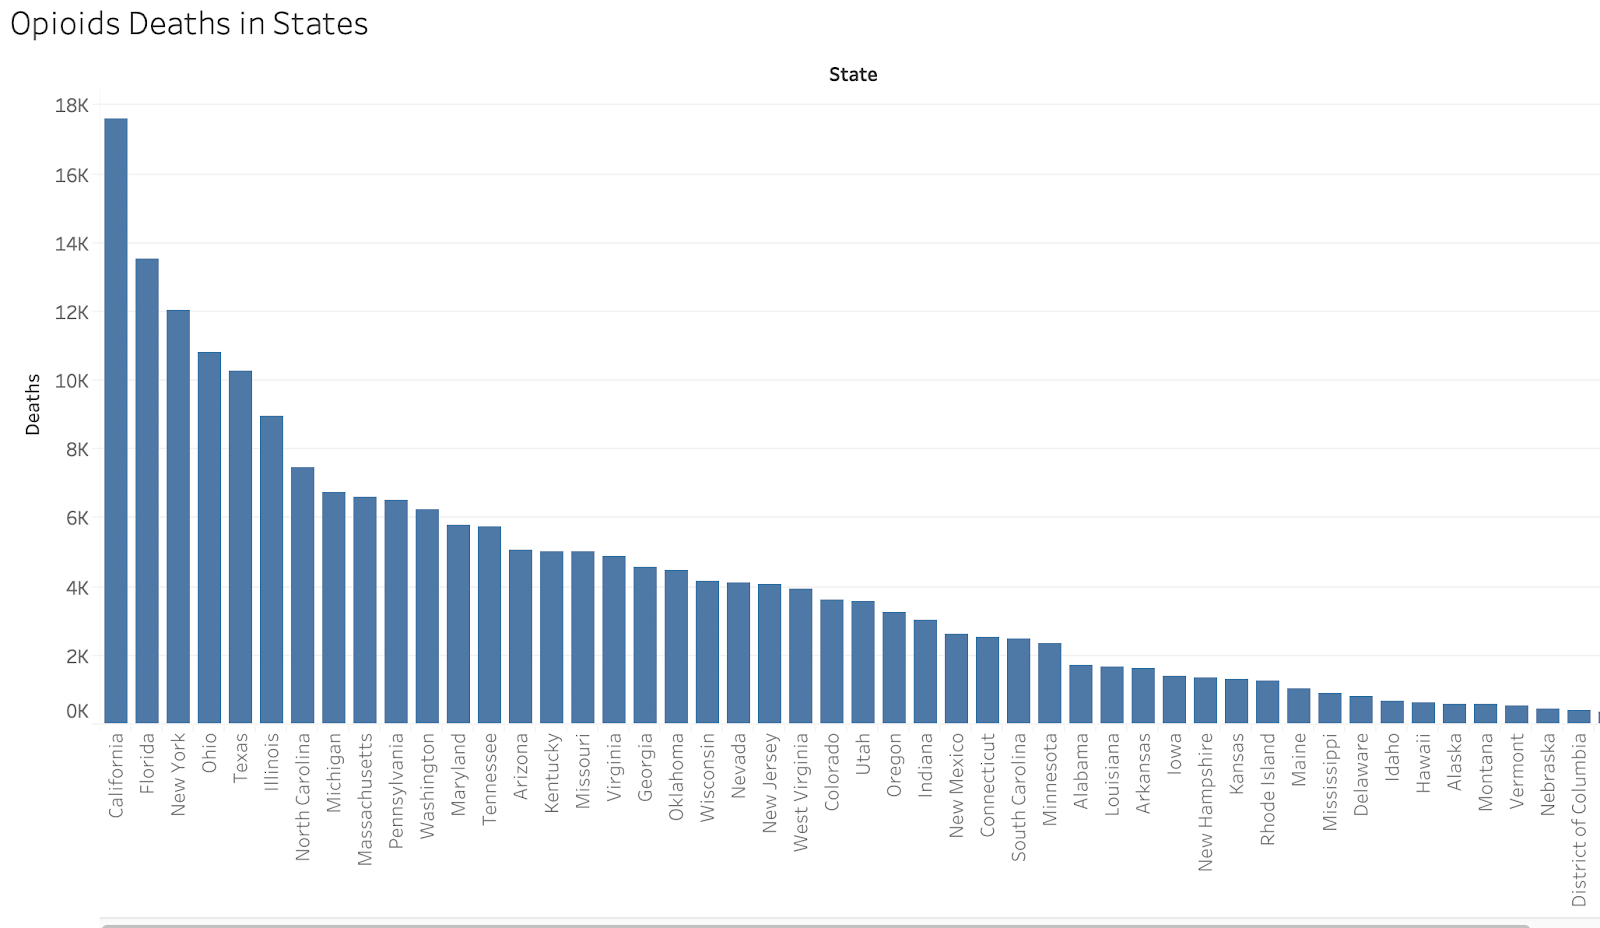 Opioids Deaths in States
State
18K
16K
14K
12K
10K
8K
6K
4K
2K
0K
Deaths
California
Florida
New York
Ohio
Texas
Illinois
North Carolina
Michigan
Massachusetts
Pennsylvania
Washington
Maryland
Tennessee
Arizona
Kentucky
Missouri
Virginia
Georgia
Oklahoma
Wisconsin
Nevada
New Jersey
West Virginia
Colorado
Utah
Oregon
Indiana
New Mexico
Connecticut
South Carolina
Minnesota
Alabama
Louisiana
Arkansas
Iowa
New Hampshire
Kansas
Rhode Island
Maine
Mississippi
Delaware
Idaho
Hawaii
Alaska
Montana
Vermont
Nebraska
District of Columbia